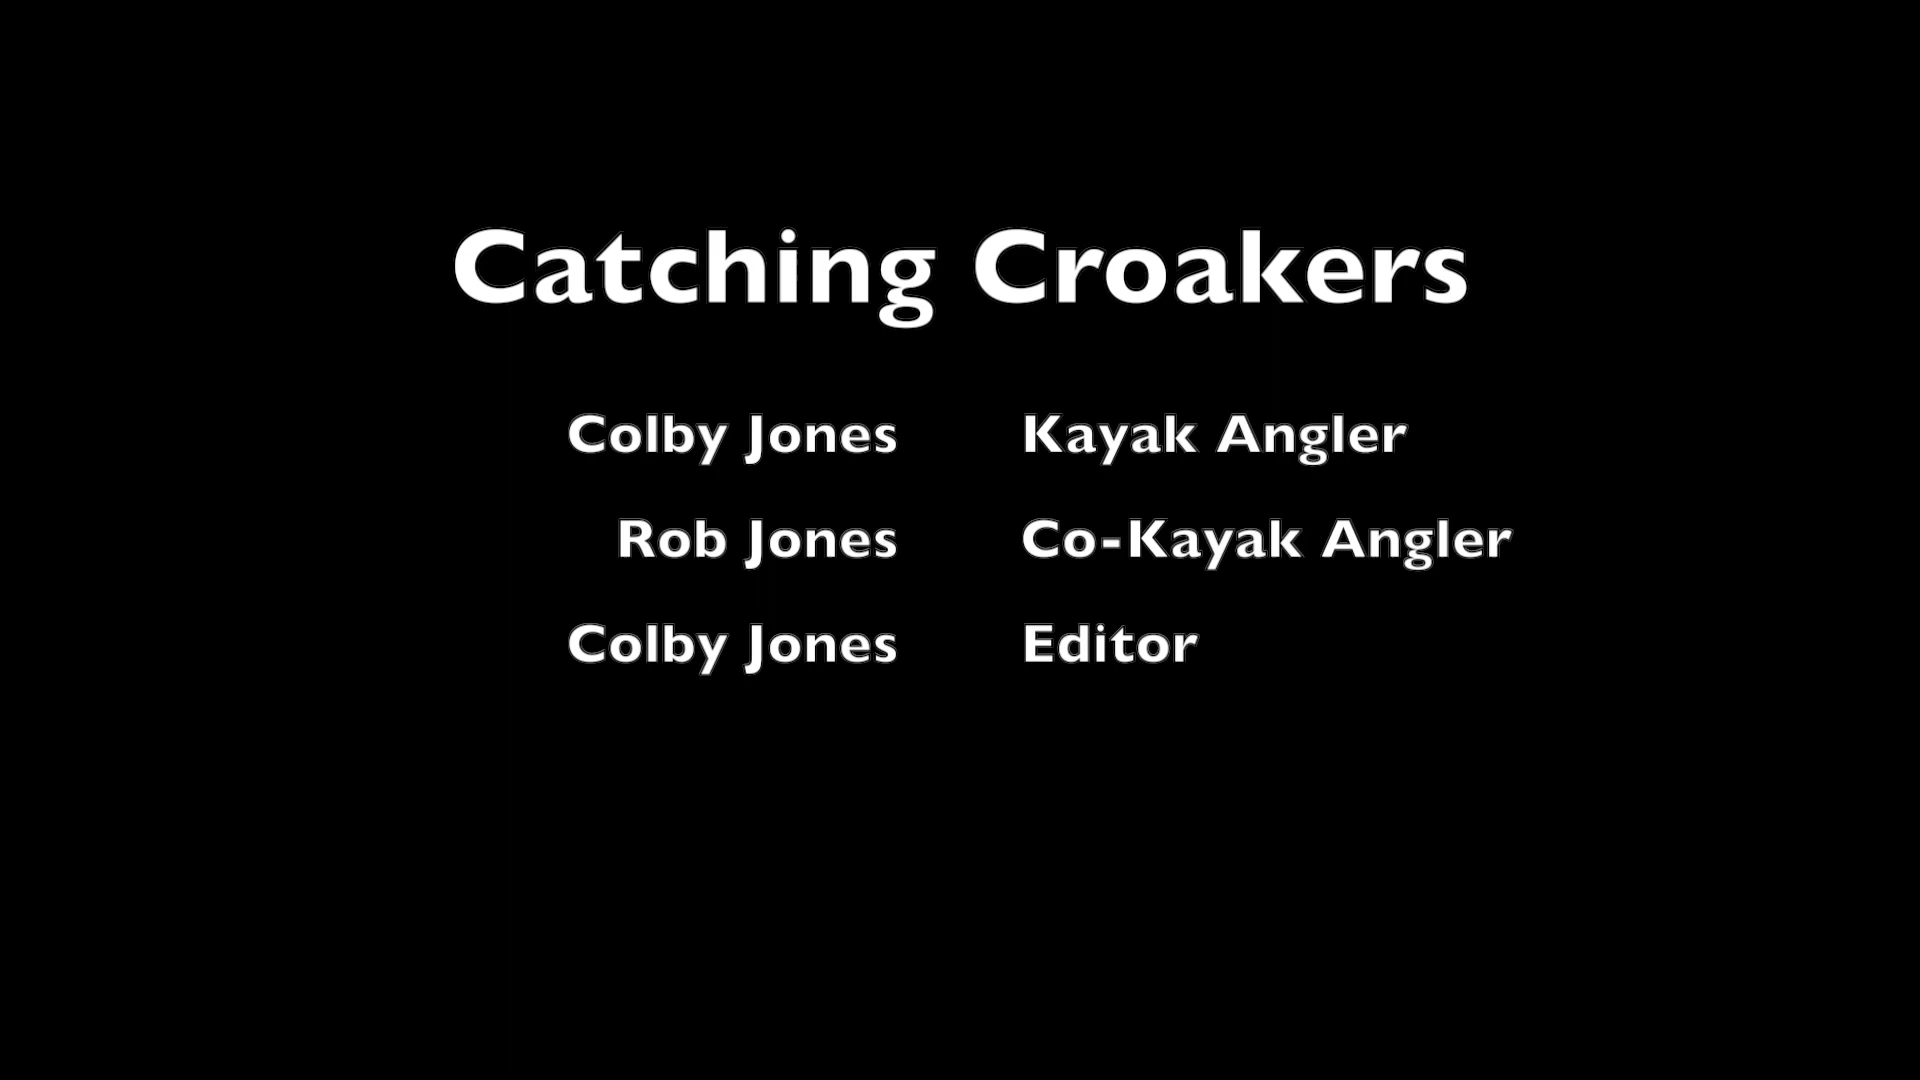 Catching Croakers
Colby Jones Kayak Angler
Rob Jones Co-Kayak Angler
Colby Jones Editor